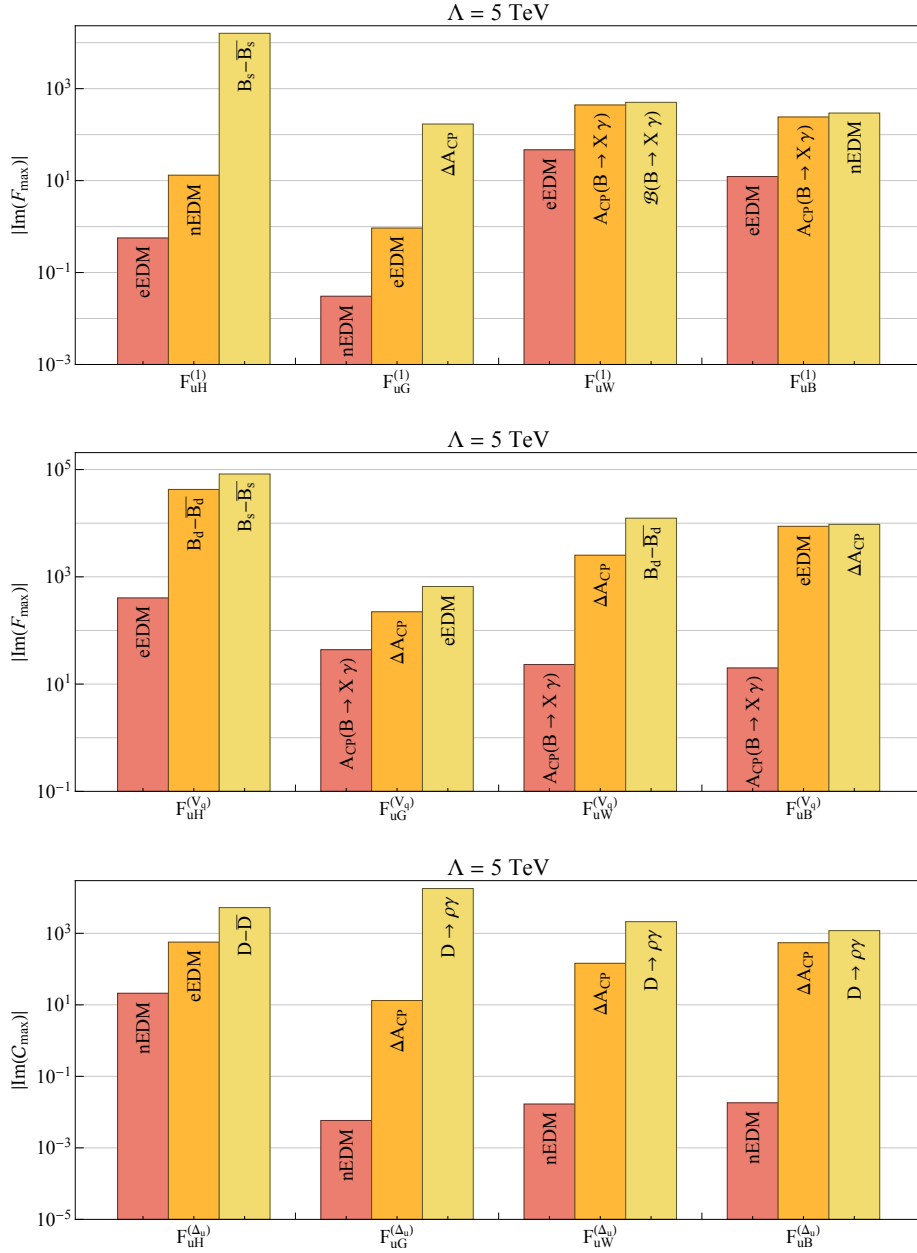 Λ = 5 TeV
|Im(F_max)|
10^5
10^1
10^-1
10^-3
eEDM
nEDM
B_s–B̅_s
nEDM
eEDM
ΔA_CP
eEDM
A_CP(B → X γ)
ℬ(B → X γ)
eEDM
A_CP(B → X γ)
nEDM
F_uH^(1)
F_uG^(1)
F_uW^(1)
F_uB^(1)
Λ = 5 TeV
|Im(F_max)|
10^5
10^3
10^1
10^-1
eEDM
B_d–B̅_d
B_s–B̅_s
A_CP(B → X γ)
ΔA_CP
eEDM
A_CP(B → X γ)
ΔA_CP
B_d–B̅_d
A_CP(B → X γ)
eEDM
ΔA_CP
F_uH^(V_q)
F_uG^(V_q)
F_uW^(V_q)
F_uB^(V_q)
Λ = 5 TeV
|Im(C_max)|
10^3
10^1
10^-1
10^-3
10^-5
nEDM
eEDM
D–D̅
nEDM
ΔA_CP
D → ργ
nEDM
ΔA_CP
D → ργ
nEDM
ΔA_CP
D → ργ
F_uH^(Δ_u)
F_uG^(Δ_u)
F_uW^(Δ_u)
F_uB^(Δ_u)